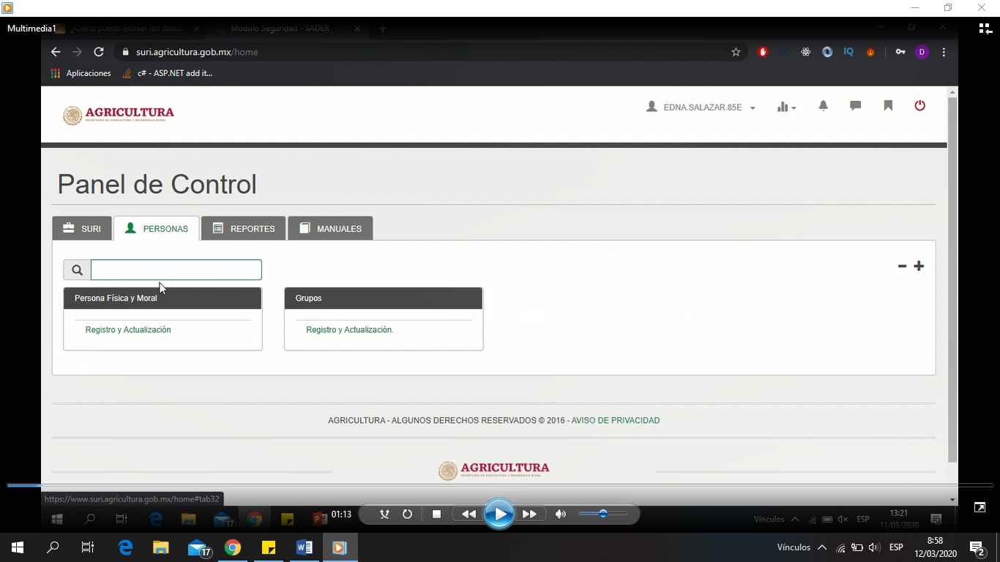 Multimedia1
¿Cómo puedo extraer los datos
Modulo Seguridad - SADER
suri.agricultura.gob.mx/home
Aplicaciones
c# - ASP.NET add it...
AGRICULTURA
SECRETARÍA DE AGRICULTURA Y DESARROLLO RURAL
EDNA.SALAZAR.85E
Panel de Control
SURI
PERSONAS
REPORTES
MANUALES
Persona Física y Moral
Grupos
Registro y Actualización
Registro y Actualización.
AGRICULTURA - ALGUNOS DERECHOS RESERVADOS © 2016 - AVISO DE PRIVACIDAD
AGRICULTURA
SECRETARÍA DE AGRICULTURA Y DESARROLLO RURAL
https://www.suri.agricultura.gob.mx/home#tab32
17
01:13
Vínculos
ESP
13:21
11/03/2020
17
Vínculos
ESP
8:58
12/03/2020
2